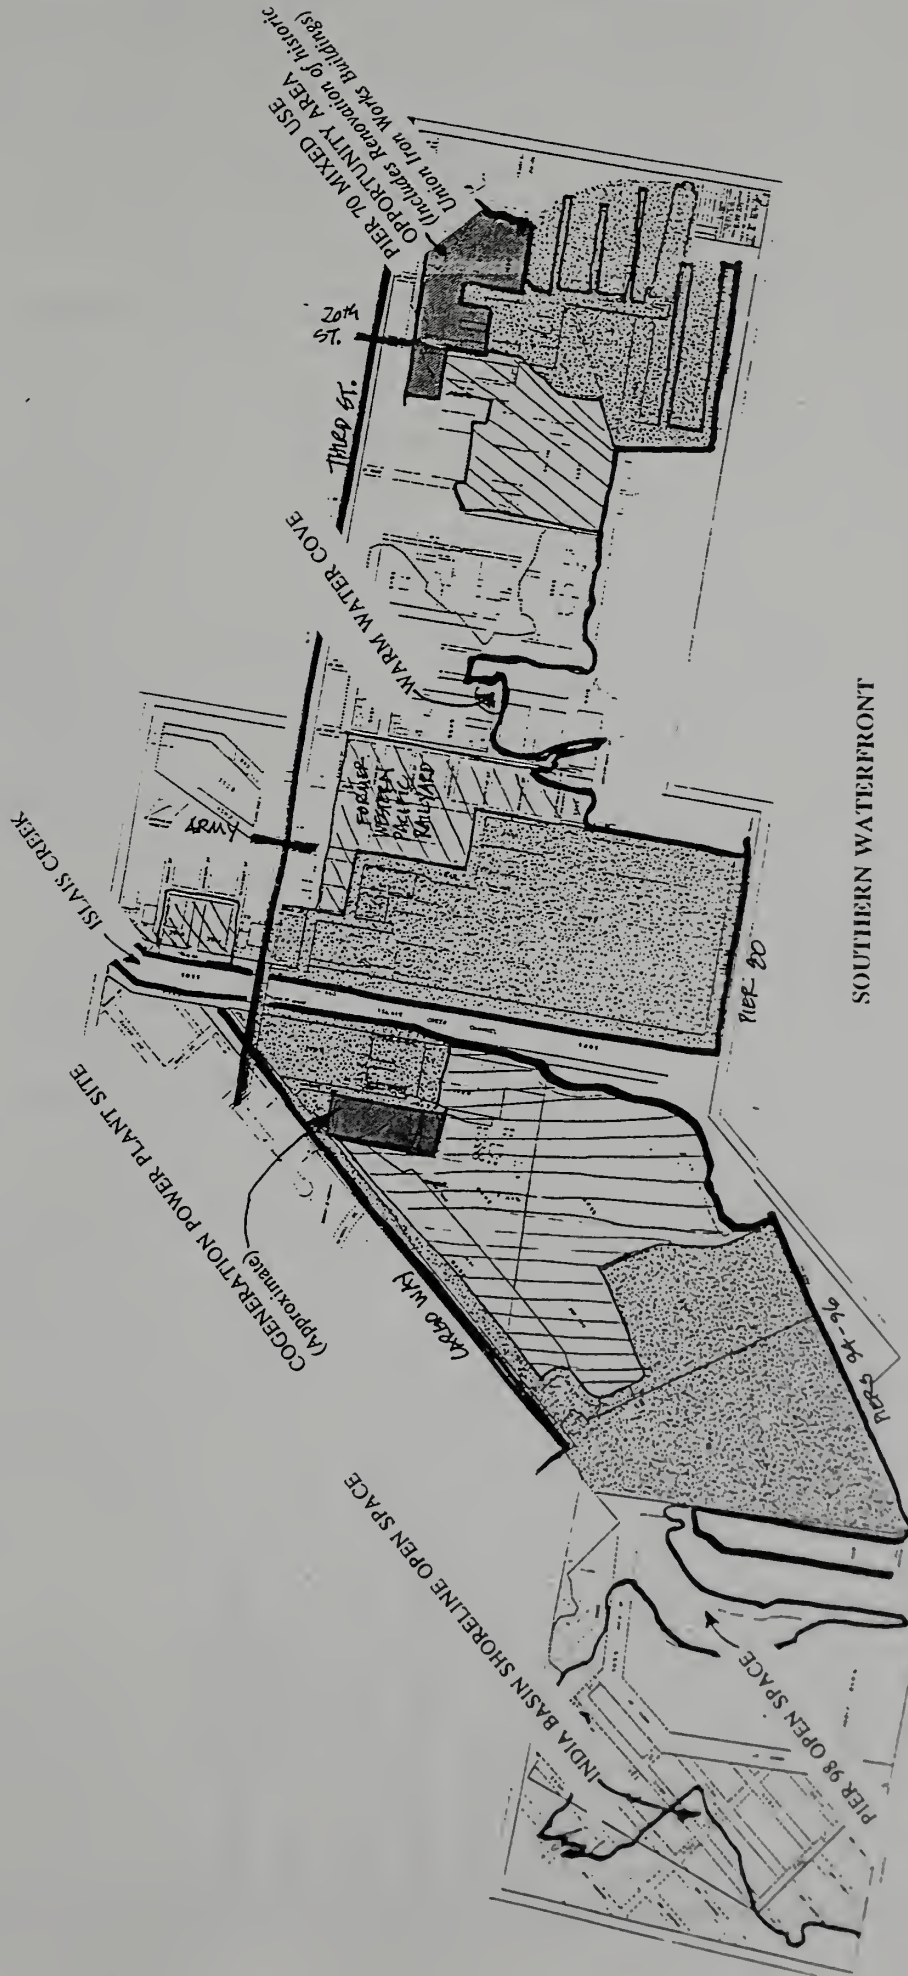 PIER 70 MIXED USE
OPPORTUNITY AREA
(Includes Renovation of historic
Union Iron Works Buildings)
20th
ST.
THIRD ST.
WARM WATER COVE
ISLAIS CREEK
ARMY
FORMER
WESTERN
PACIFIC
RAILYARD
PIER 80
COGENERATION POWER PLANT SITE
(Approximate)
CARGO WAY
PIERS 94-96
INDIA BASIN SHORELINE OPEN SPACE
PIER 98 OPEN SPACE
SOUTHERN WATERFRONT